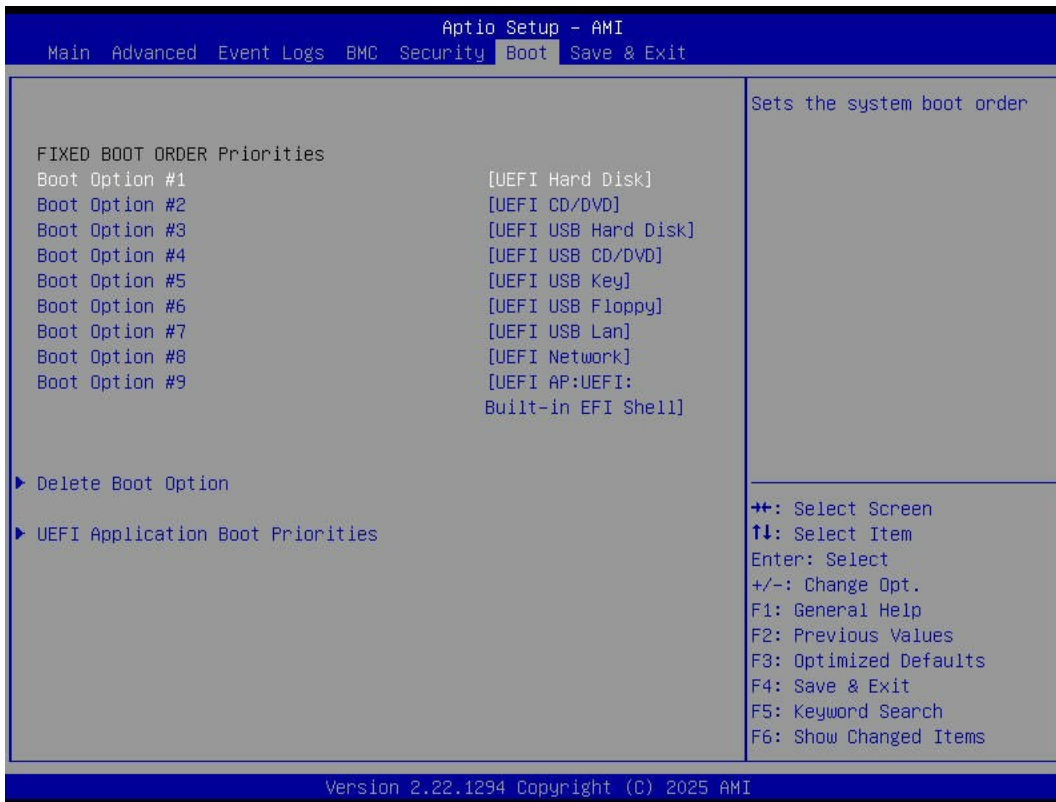 Aptio Setup – AMI
Main Advanced Event Logs BMC Security Boot Save & Exit
FIXED BOOT ORDER Priorities
Boot Option #1 [UEFI Hard Disk]
Boot Option #2 [UEFI CD/DVD]
Boot Option #3 [UEFI USB Hard Disk]
Boot Option #4 [UEFI USB CD/DVD]
Boot Option #5 [UEFI USB Key]
Boot Option #6 [UEFI USB Floppy]
Boot Option #7 [UEFI USB Lan]
Boot Option #8 [UEFI Network]
Boot Option #9 [UEFI AP:UEFI:
Built-in EFI Shell]
Delete Boot Option
UEFI Application Boot Priorities
Sets the system boot order
→←: Select Screen
↑↓: Select Item
Enter: Select
+/-: Change Opt.
F1: General Help
F2: Previous Values
F3: Optimized Defaults
F4: Save & Exit
F5: Keyword Search
F6: Show Changed Items
Version 2.22.1294 Copyright (C) 2025 AMI